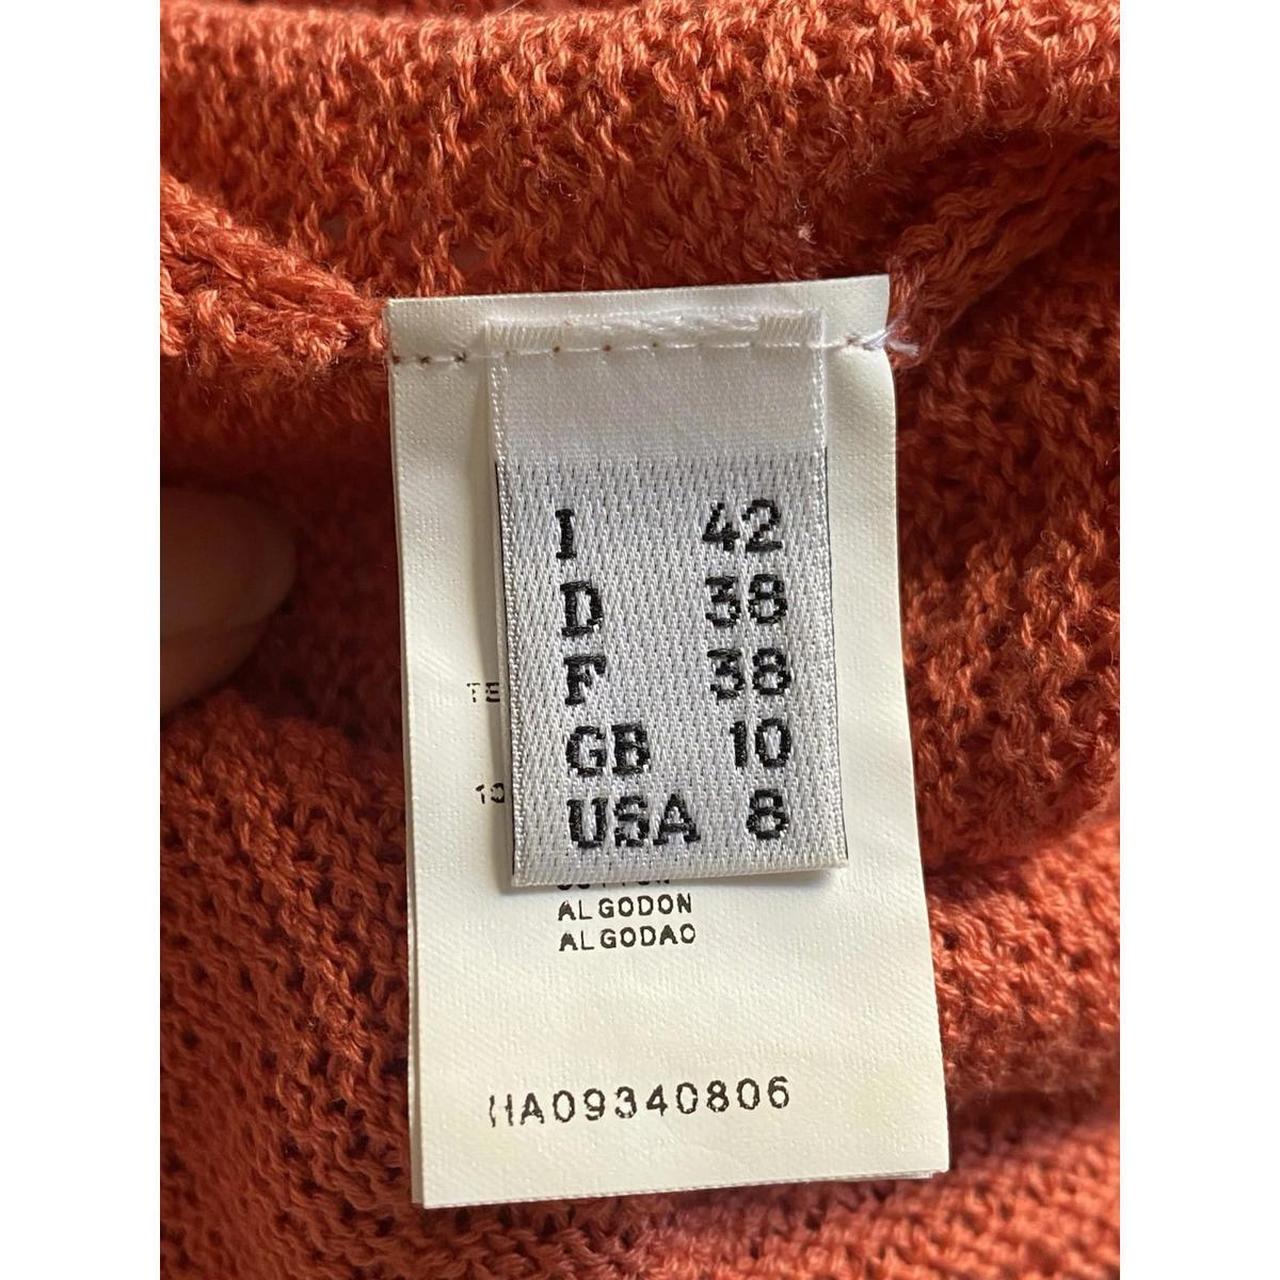 I 42
D 38
F 38
GB 10
USA 8
ALGODON
ALGODAO
HA09340806